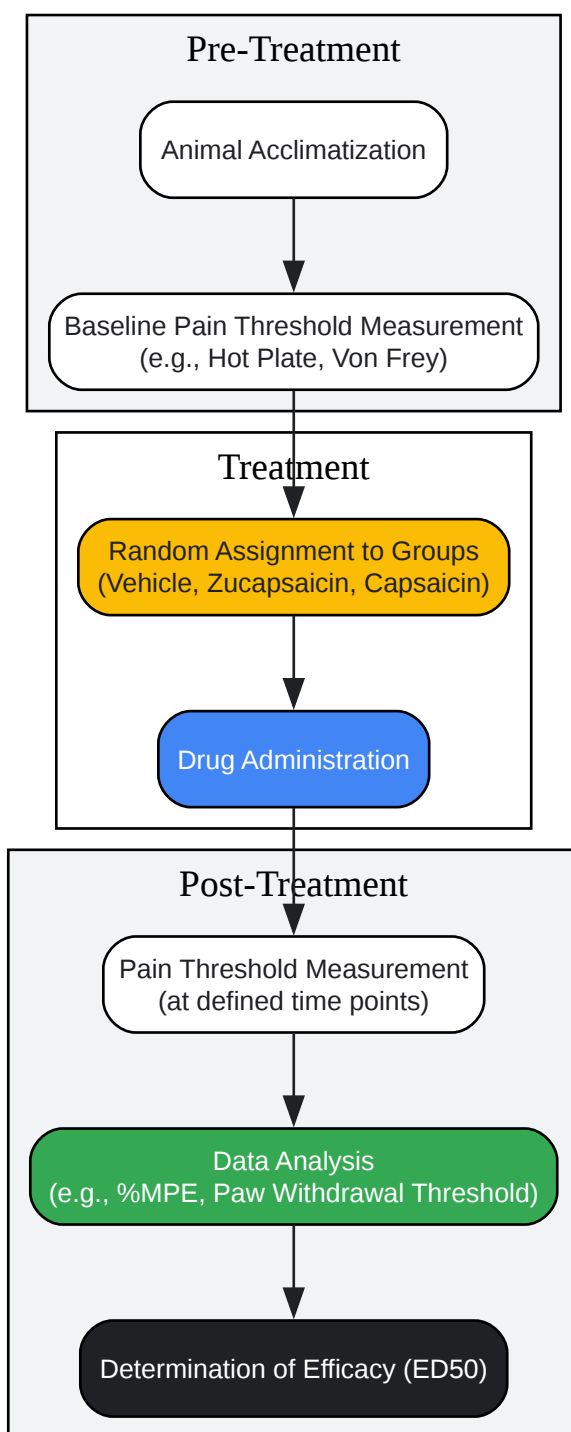 Pre-Treatment
Animal Acclimatization
Baseline Pain Threshold Measurement
(e.g., Hot Plate, Von Frey)
Treatment
Random Assignment to Groups
(Vehicle, Zucapsaicin, Capsaicin)
Drug Administration
Post-Treatment
Pain Threshold Measurement
(at defined time points)
Data Analysis
(e.g., %MPE, Paw Withdrawal Threshold)
Determination of Efficacy (ED50)